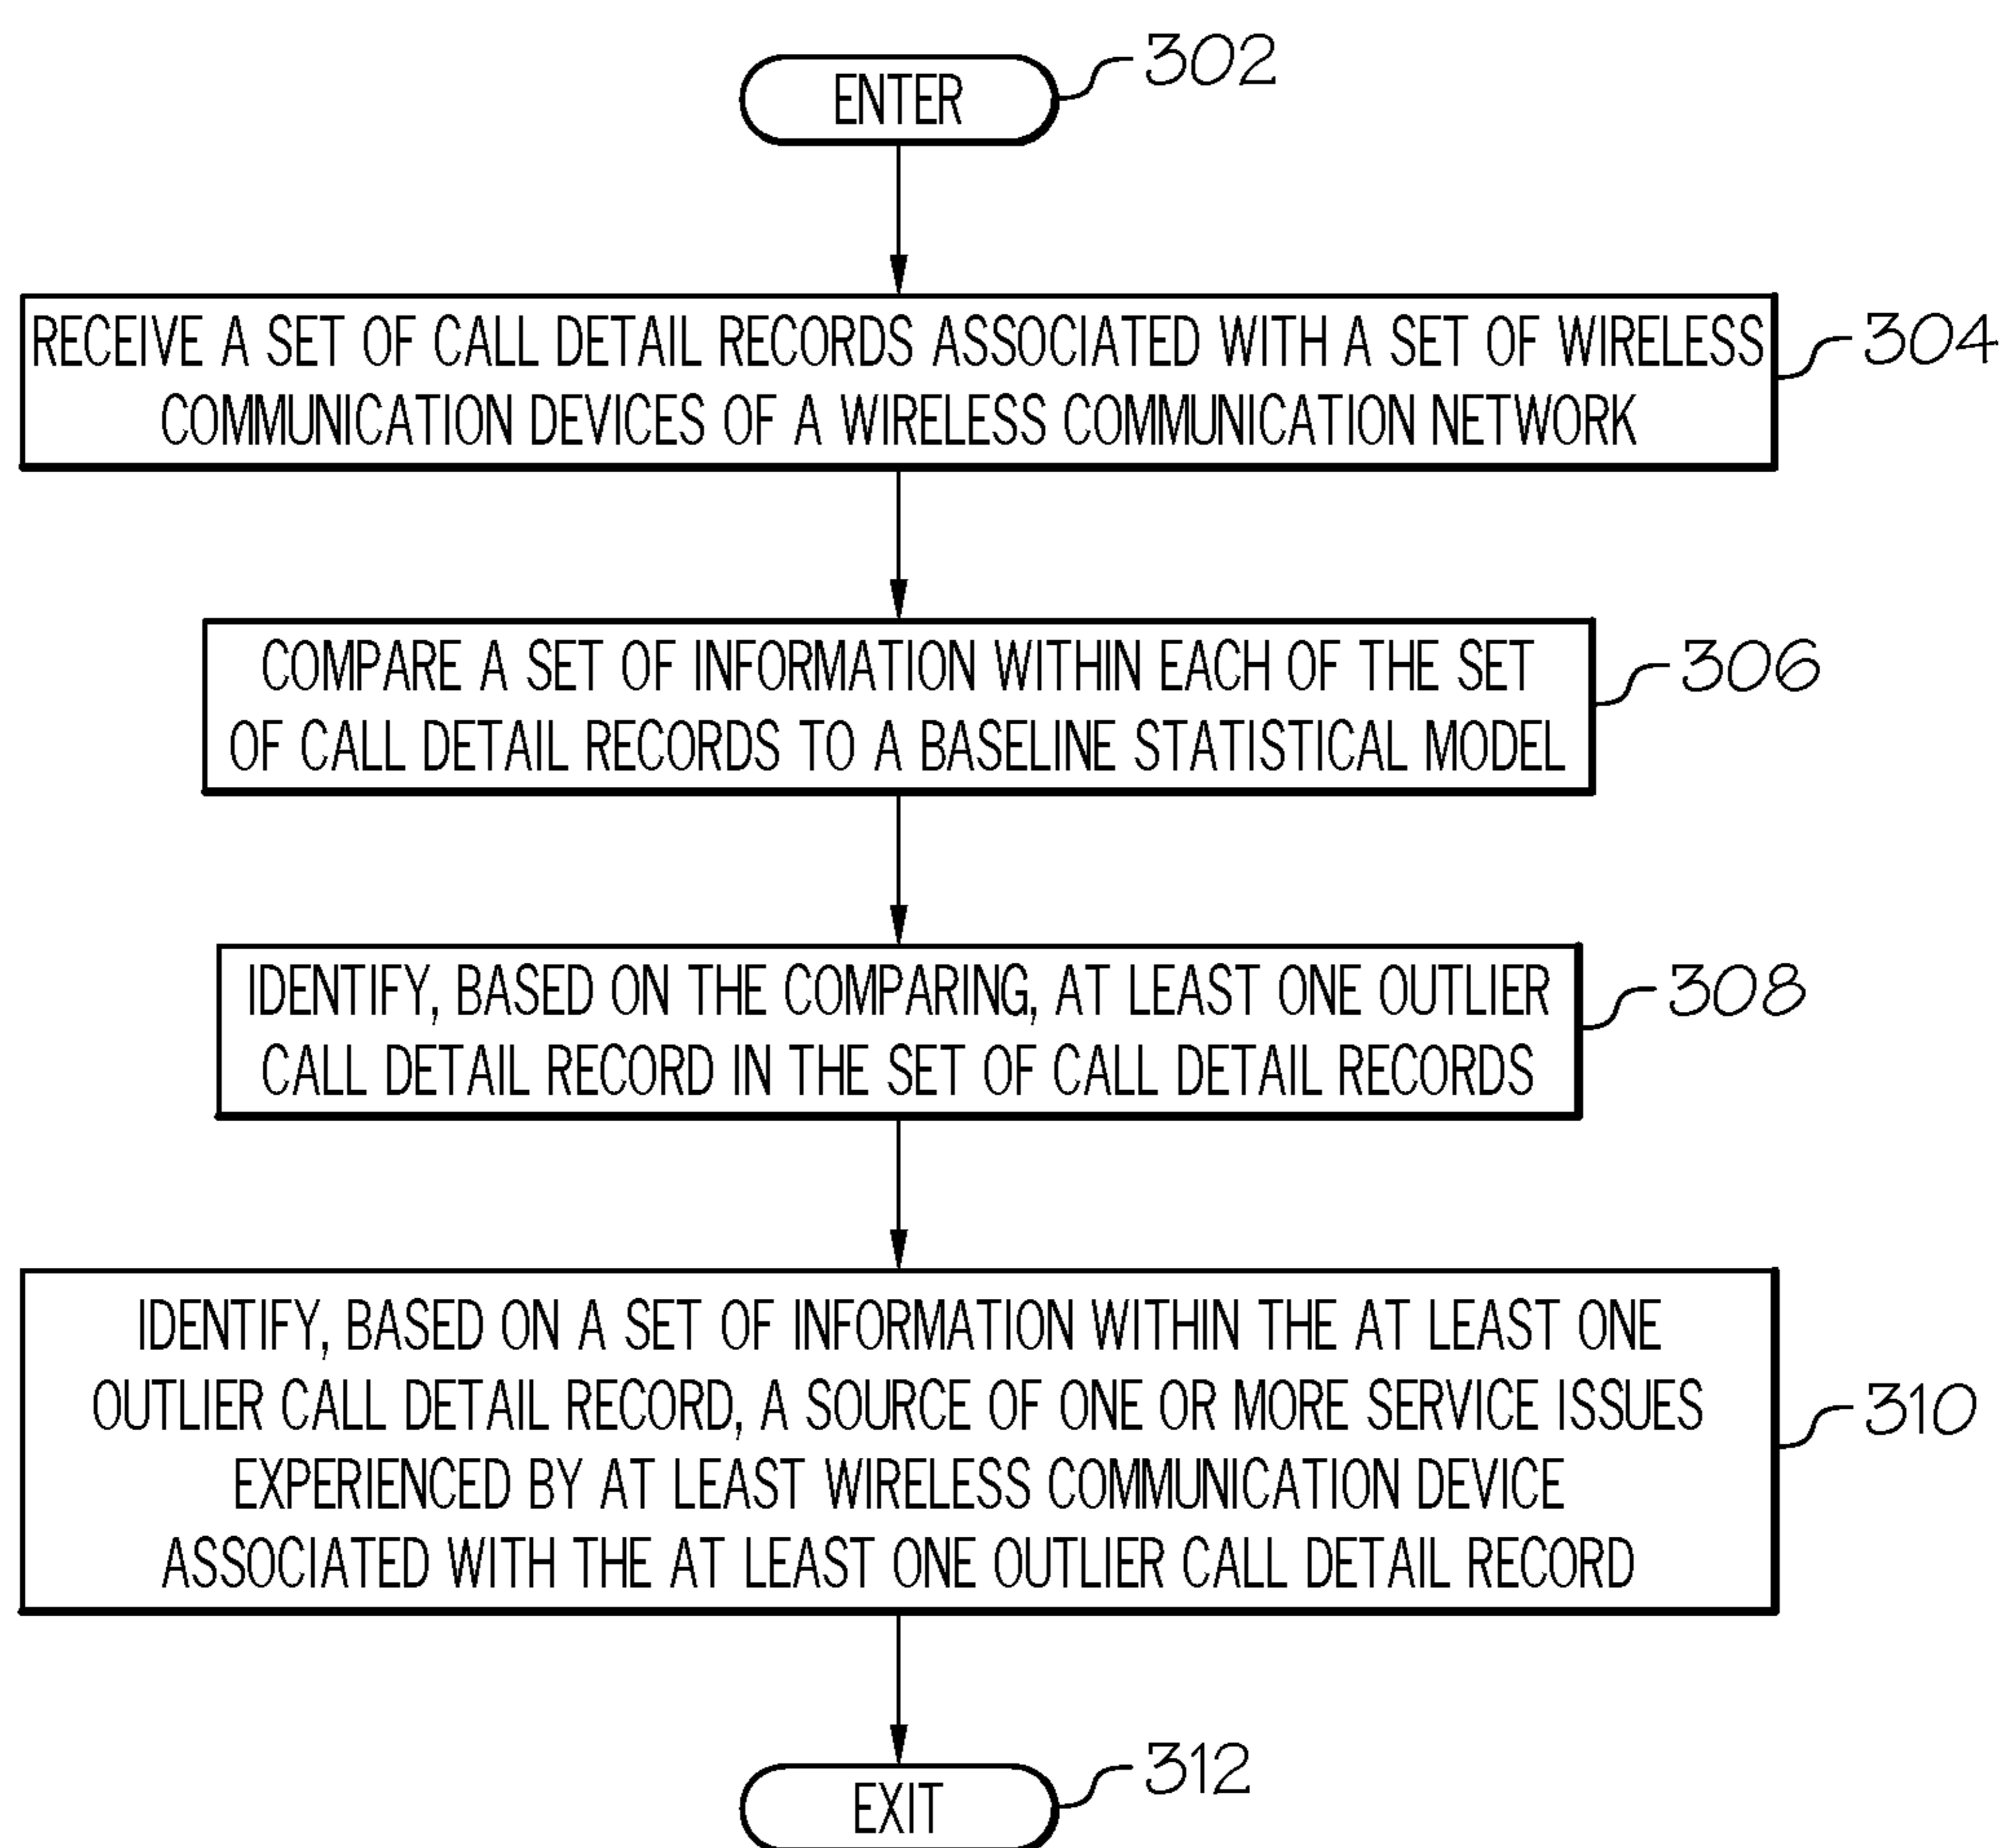 ENTER
302
RECEIVE A SET OF CALL DETAIL RECORDS ASSOCIATED WITH A SET OF WIRELESS
COMMUNICATION DEVICES OF A WIRELESS COMMUNICATION NETWORK
304
COMPARE A SET OF INFORMATION WITHIN EACH OF THE SET
OF CALL DETAIL RECORDS TO A BASELINE STATISTICAL MODEL
306
IDENTIFY, BASED ON THE COMPARING, AT LEAST ONE OUTLIER
CALL DETAIL RECORD IN THE SET OF CALL DETAIL RECORDS
308
IDENTIFY, BASED ON A SET OF INFORMATION WITHIN THE AT LEAST ONE
OUTLIER CALL DETAIL RECORD, A SOURCE OF ONE OR MORE SERVICE ISSUES
EXPERIENCED BY AT LEAST WIRELESS COMMUNICATION DEVICE
ASSOCIATED WITH THE AT LEAST ONE OUTLIER CALL DETAIL RECORD
310
EXIT
312